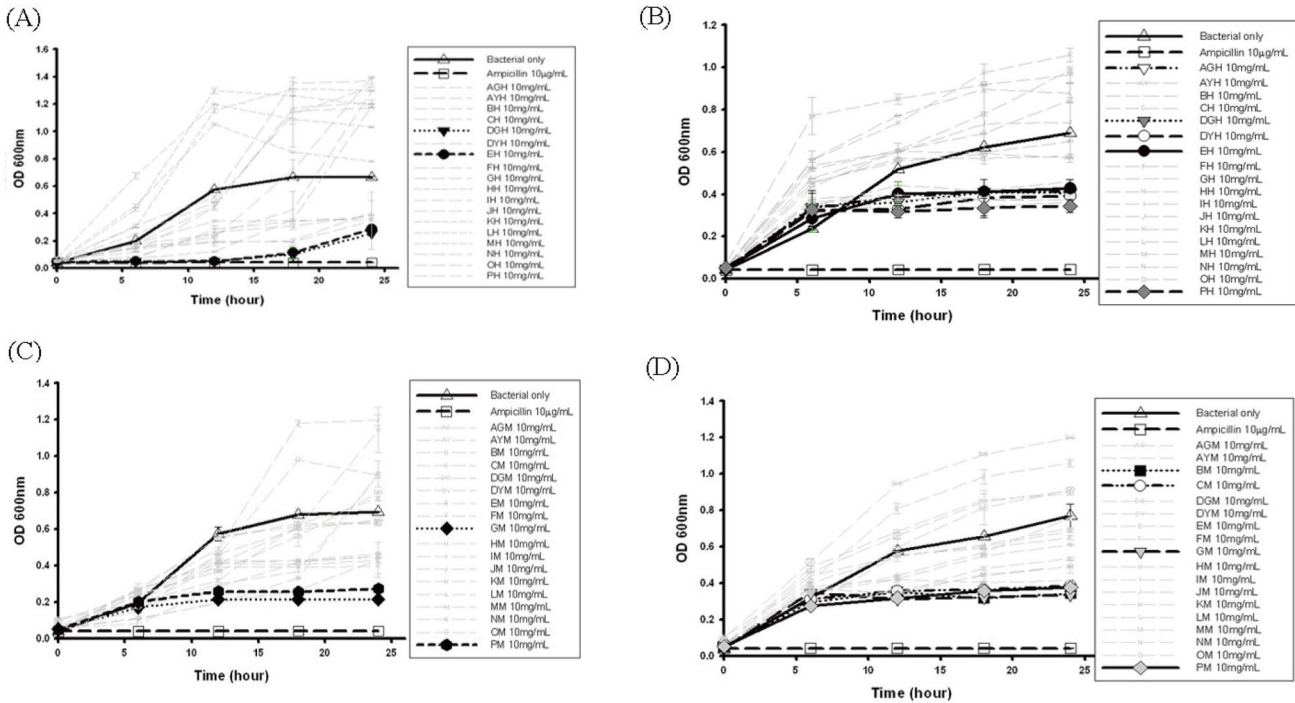 (A)
1.6
1.4
1.2
1.0
0.8
0.6
0.4
0.2
0.0
OD 600nm
0
5
10
15
20
25
Time (hour)
Bacterial only
Ampicillin 10µg/mL
AGH 10mg/mL
AYH 10mg/mL
BH 10mg/mL
CH 10mg/mL
DGH 10mg/mL
DYH 10mg/mL
EH 10mg/mL
FH 10mg/mL
GH 10mg/mL
HH 10mg/mL
IH 10mg/mL
JH 10mg/mL
KH 10mg/mL
LH 10mg/mL
MH 10mg/mL
NH 10mg/mL
OH 10mg/mL
PH 10mg/mL
(B)
1.2
1.0
0.8
0.6
0.4
0.2
0.0
OD 600nm
0
5
10
15
20
25
Time (hour)
Bacterial only
Ampicillin 10µg/mL
AGH 10mg/mL
AYH 10mg/mL
BH 10mg/mL
CH 10mg/mL
DGH 10mg/mL
DYH 10mg/mL
EH 10mg/mL
FH 10mg/mL
GH 10mg/mL
HH 10mg/mL
IH 10mg/mL
JH 10mg/mL
KH 10mg/mL
LH 10mg/mL
MH 10mg/mL
NH 10mg/mL
OH 10mg/mL
PH 10mg/mL
(C)
1.4
1.2
1.0
0.8
0.6
0.4
0.2
0.0
OD 600nm
0
5
10
15
20
25
Time (hour)
Bacterial only
Ampicillin 10µg/mL
AGM 10mg/mL
AYM 10mg/mL
BM 10mg/mL
CM 10mg/mL
DGM 10mg/mL
DYM 10mg/mL
EM 10mg/mL
FM 10mg/mL
GM 10mg/mL
HM 10mg/mL
IM 10mg/mL
JM 10mg/mL
KM 10mg/mL
LM 10mg/mL
MM 10mg/mL
NM 10mg/mL
OM 10mg/mL
PM 10mg/mL
(D)
1.4
1.2
1.0
0.8
0.6
0.4
0.2
0.0
OD 600nm
0
5
10
15
20
25
Time (hour)
Bacterial only
Ampicillin 10µg/mL
AGM 10mg/mL
AYM 10mg/mL
BM 10mg/mL
CM 10mg/mL
DGM 10mg/mL
DYM 10mg/mL
EM 10mg/mL
FM 10mg/mL
GM 10mg/mL
HM 10mg/mL
IM 10mg/mL
JM 10mg/mL
KM 10mg/mL
LM 10mg/mL
MM 10mg/mL
NM 10mg/mL
OM 10mg/mL
PM 10mg/mL